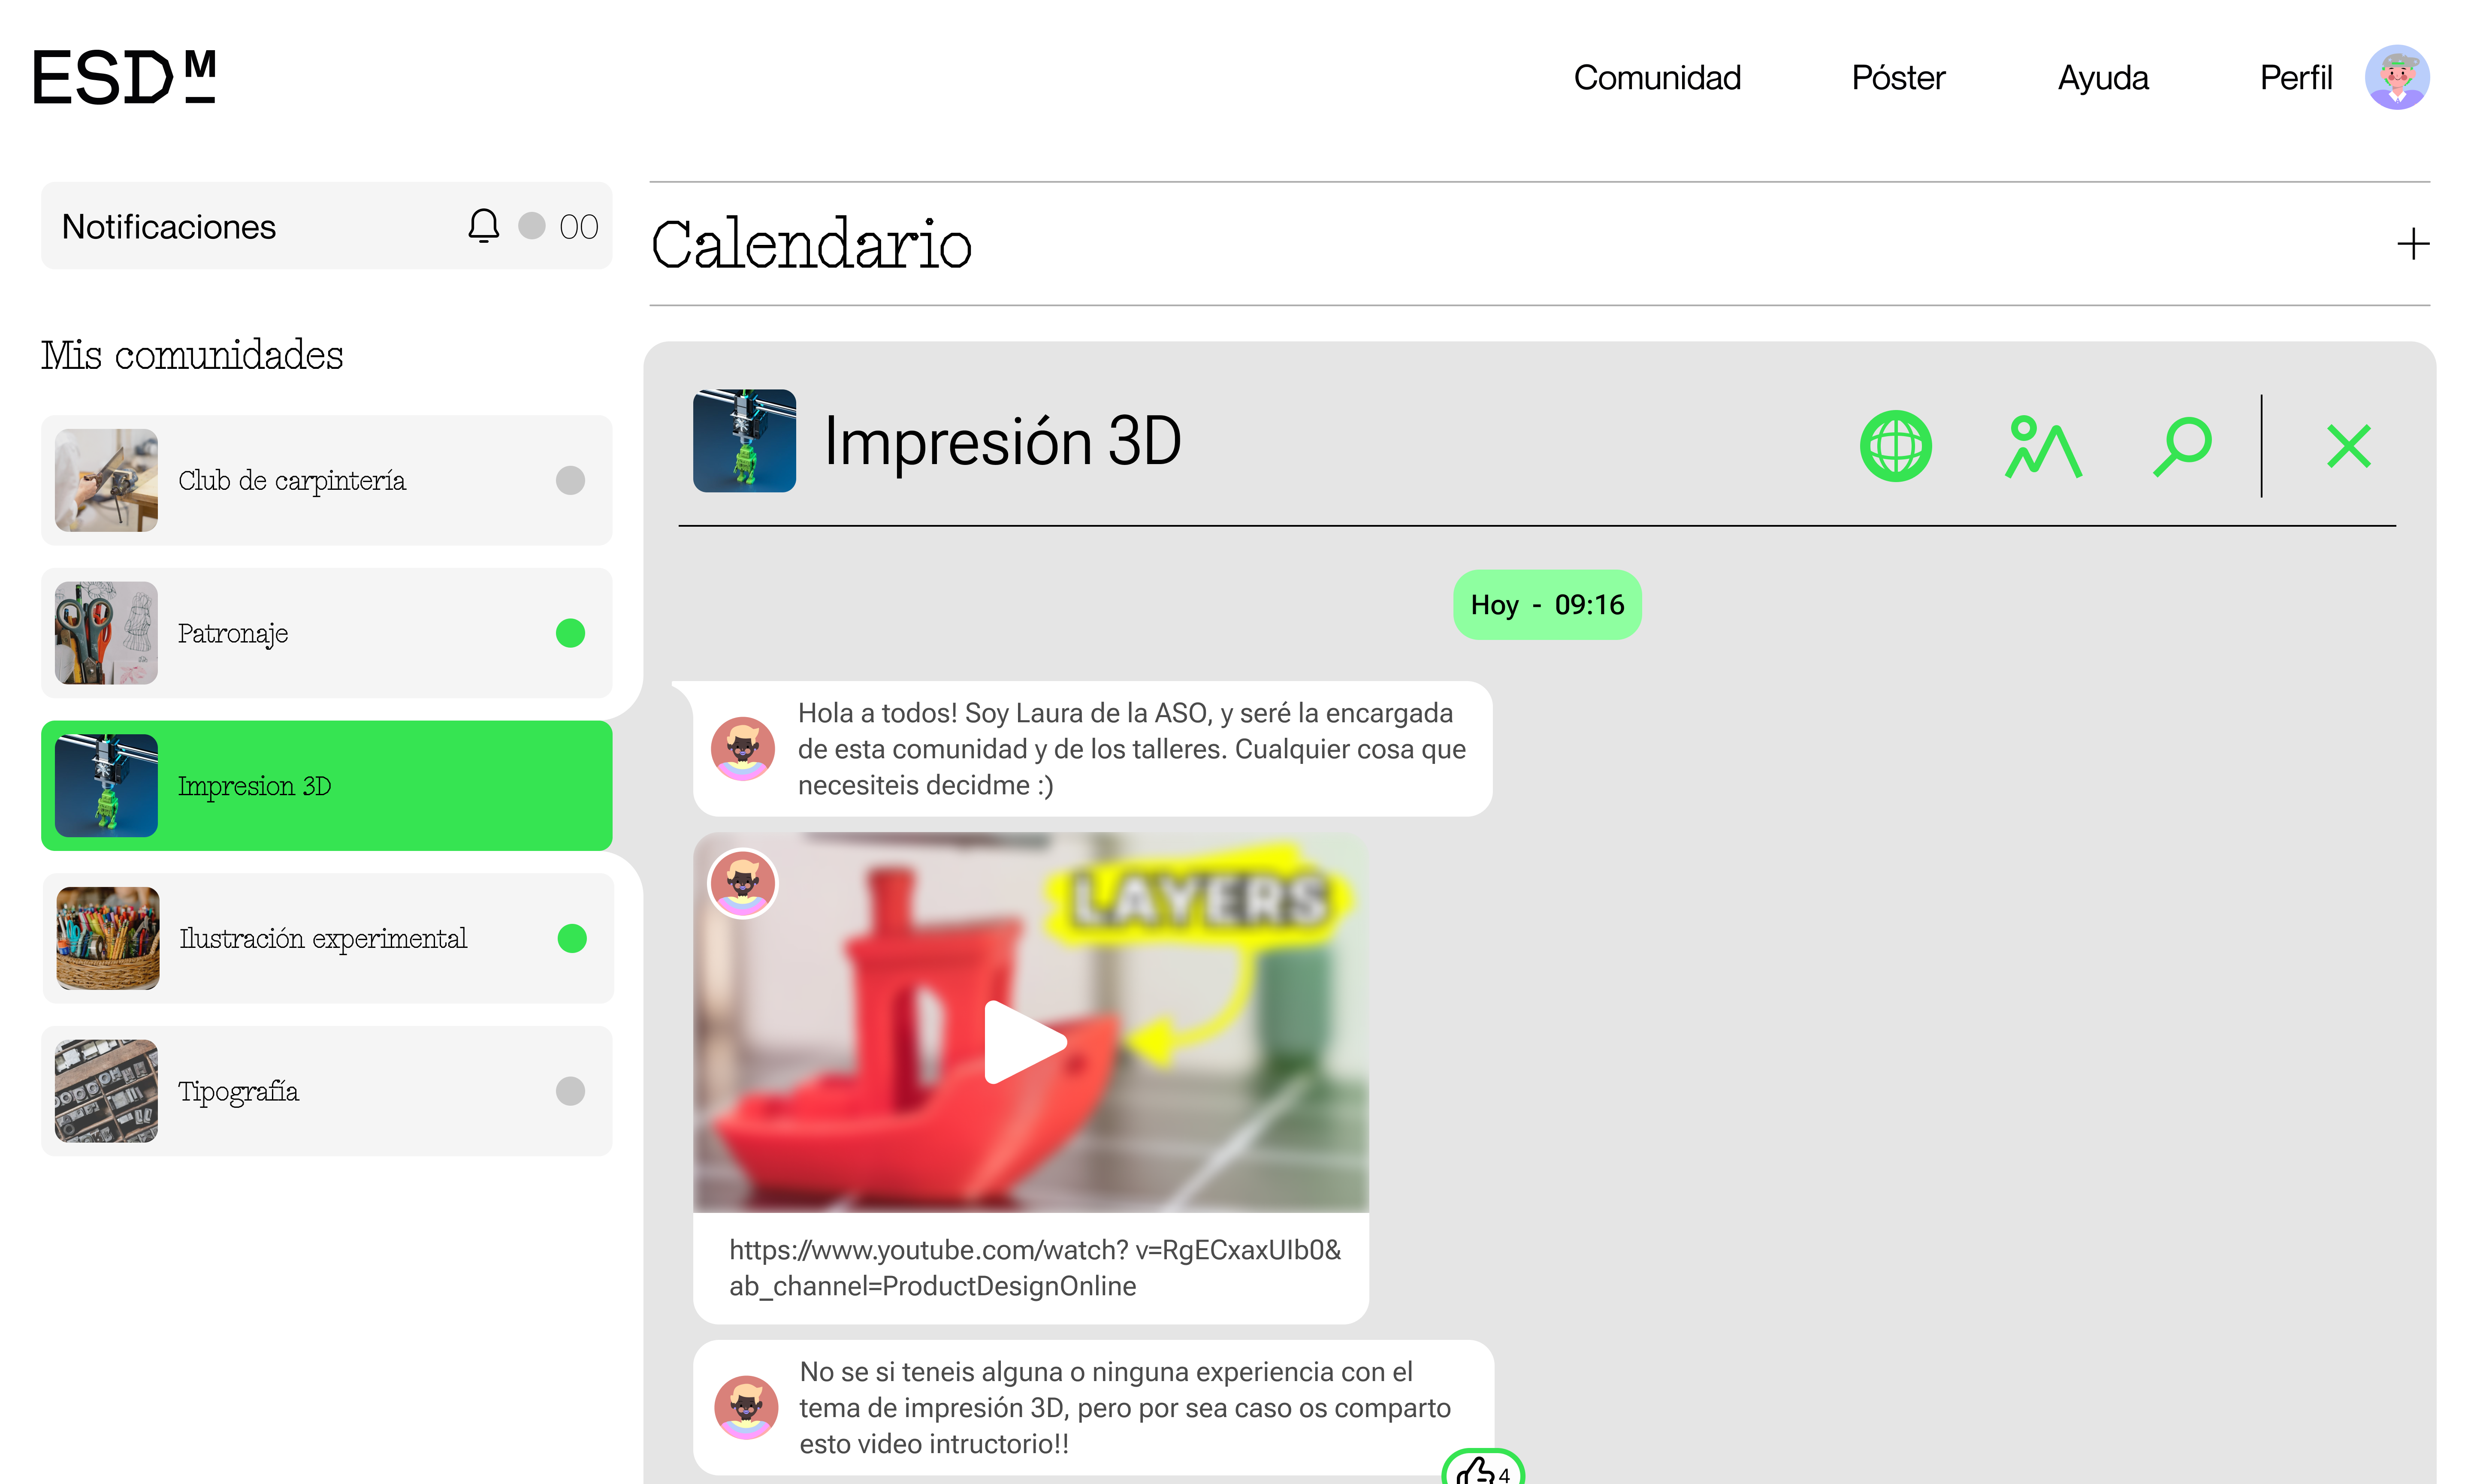 ESDM
Comunidad
Póster
Ayuda
Perfil
Notificaciones
00
Calendario
Mis comunidades
Club de carpintería
Patronaje
Impresion 3D
Ilustración experimental
Tipografía
Impresión 3D
Hoy - 09:16
Hola a todos! Soy Laura de la ASO, y seré la encargada
de esta comunidad y de los talleres. Cualquier cosa que
necesiteis decidme :)
LAYERS
https://www.youtube.com/watch? v=RgECxaxUIb0&
ab_channel=ProductDesignOnline
No se si teneis alguna o ninguna experiencia con el
tema de impresión 3D, pero por sea caso os comparto
esto video intructorio!!
4